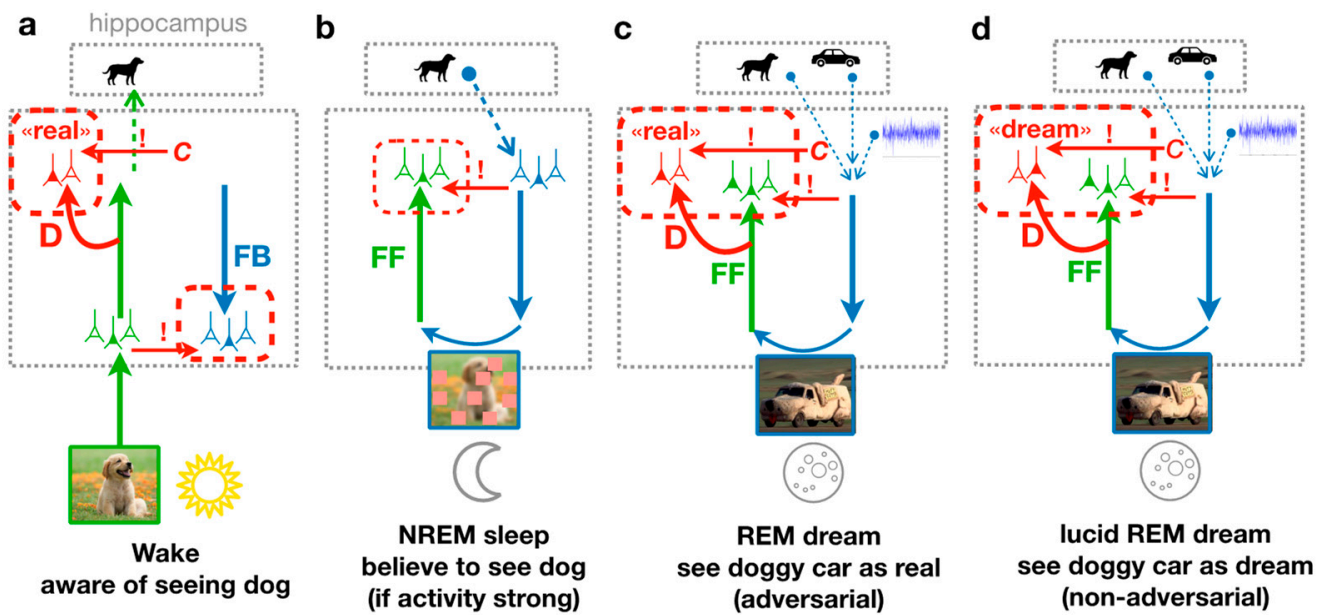 a
hippocampus
«real»
!
C
D
FB
!
Wake
aware of seeing dog
b
!
FF
NREM sleep
believe to see dog
(if activity strong)
c
«real»
!
C
!
D
FF
REM dream
see doggy car as real
(adversarial)
d
«dream»
!
C
!
D
FF
lucid REM dream
see doggy car as dream
(non-adversarial)